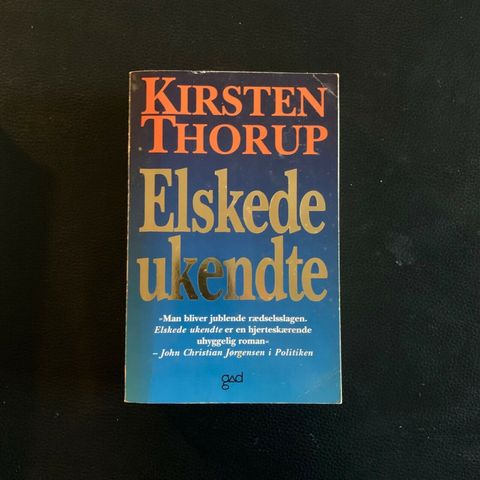 KIRSTEN
THORUP
Elskede
ukendte
»Man bliver jublende rædselsslagen.
Elskede ukendte er en hjerteskærende
uhyggelig roman«
– John Christian Jørgensen i Politiken
gad